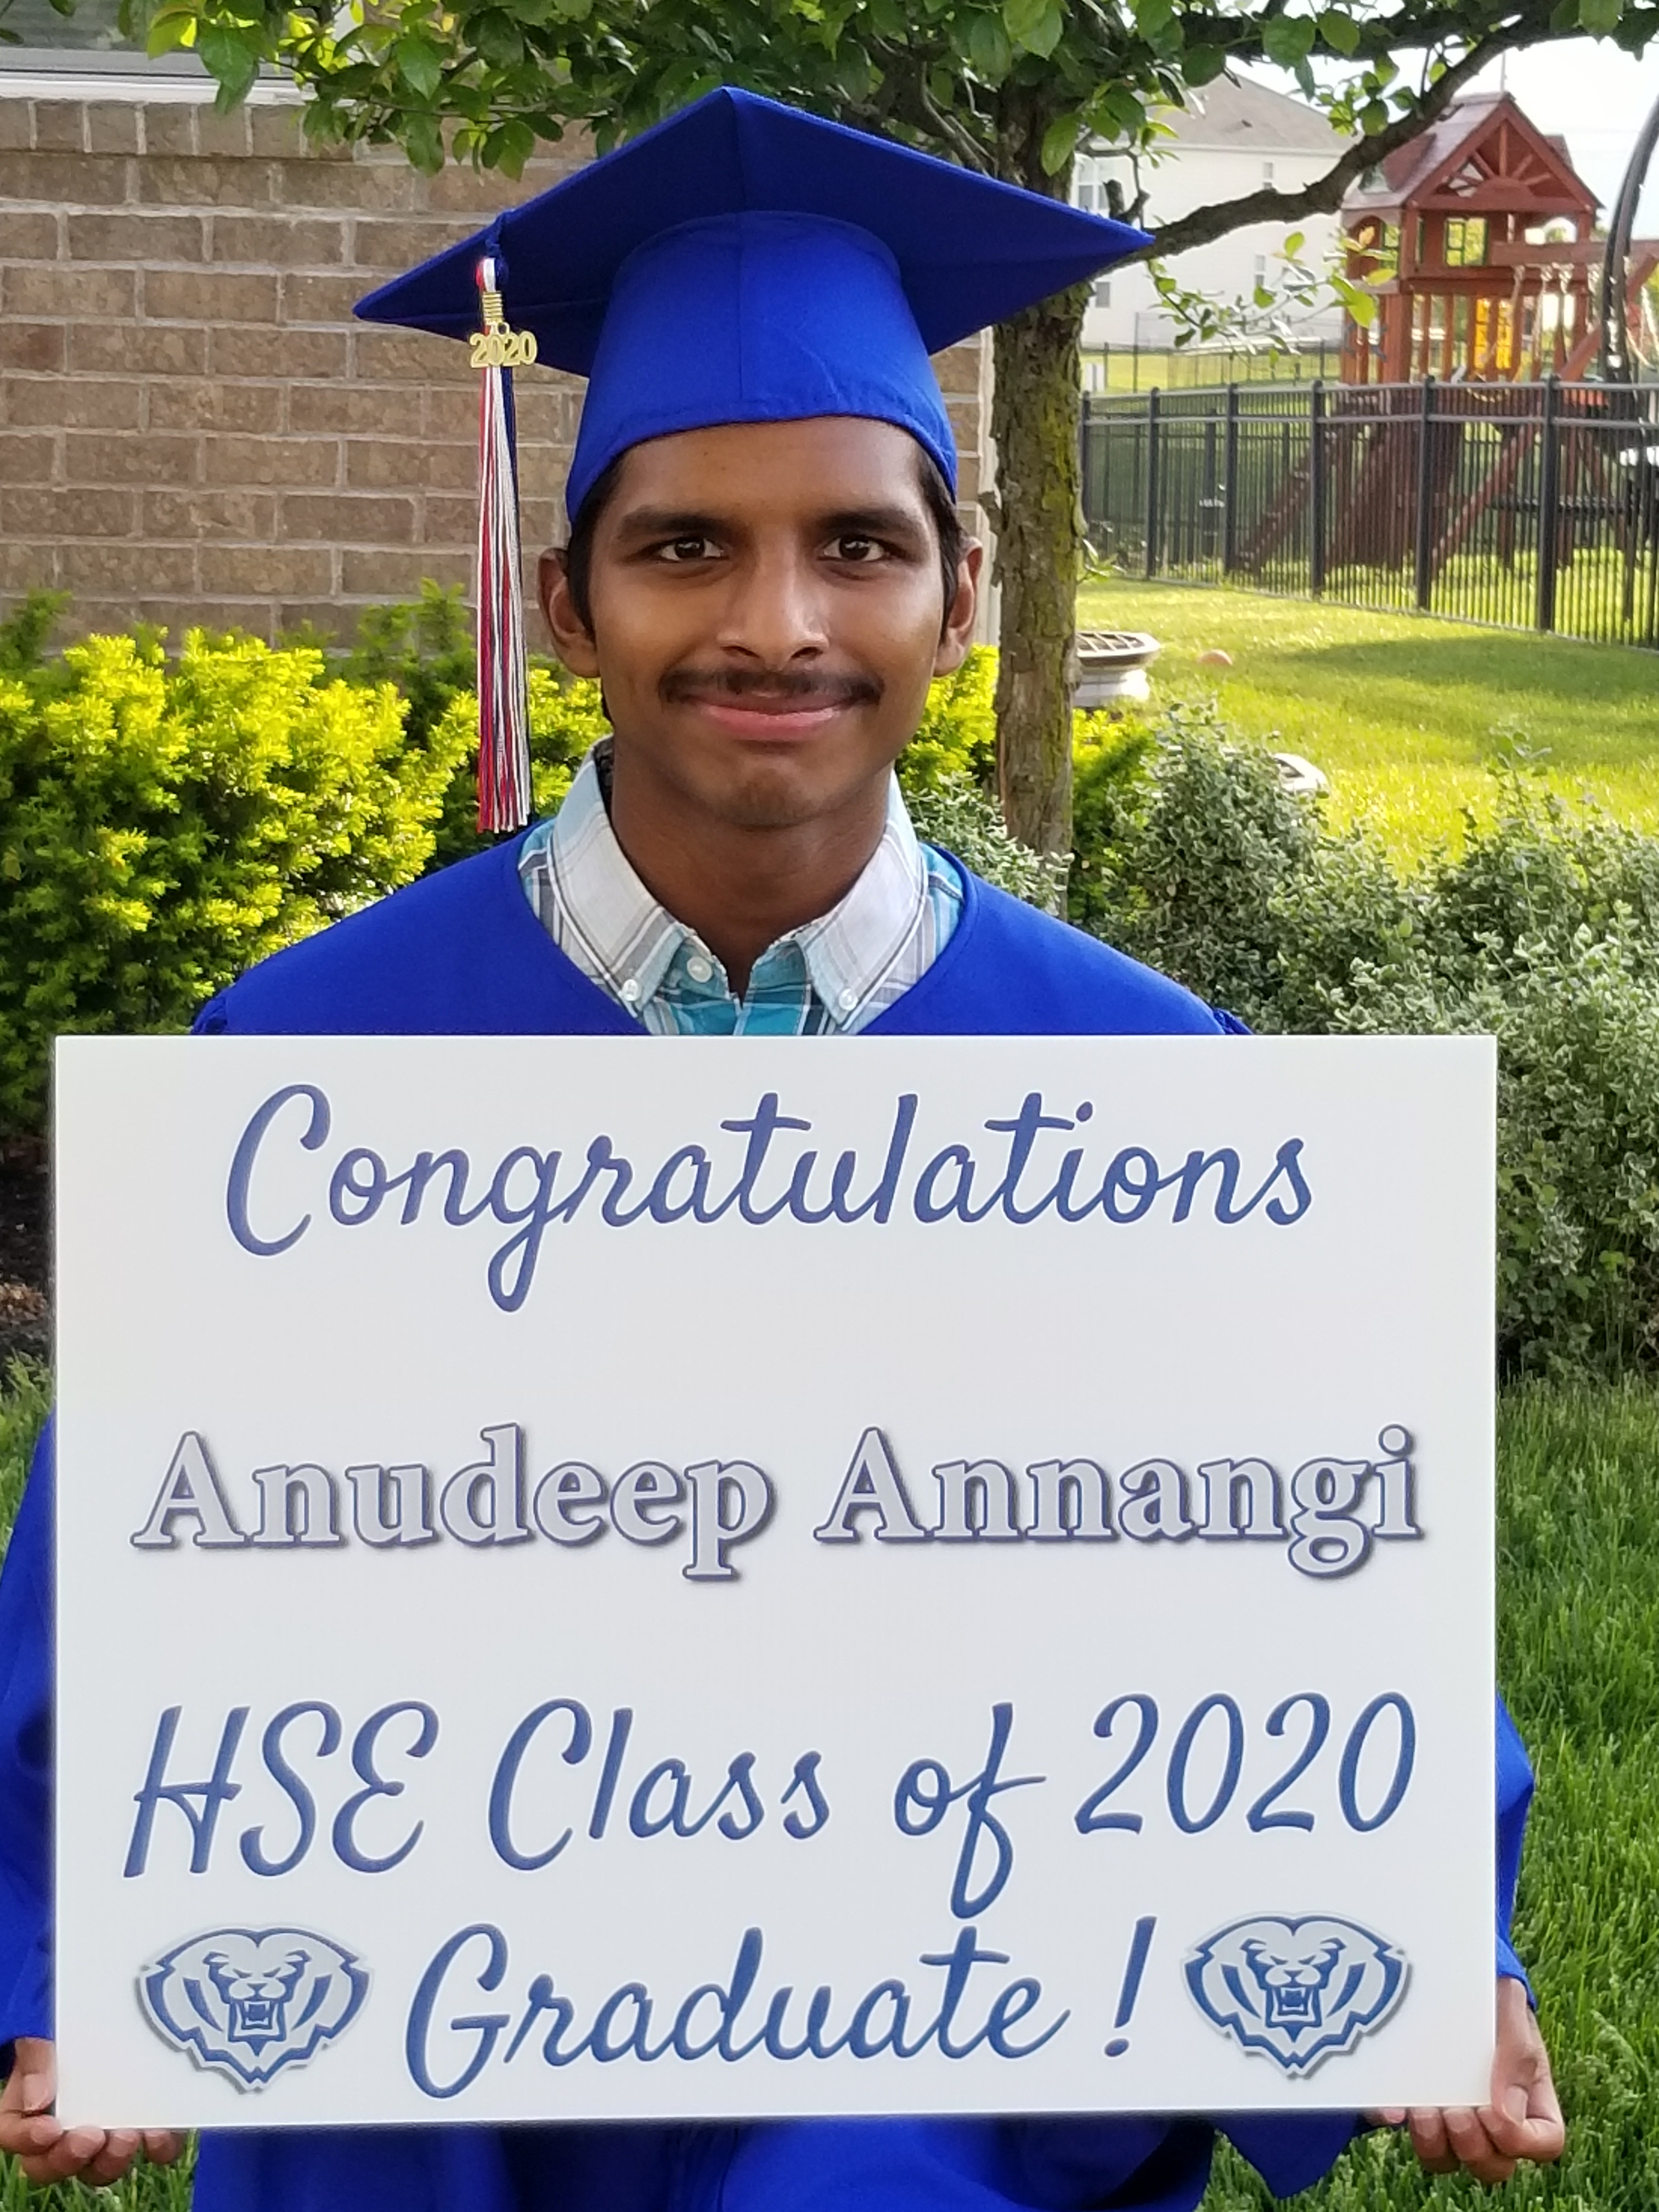 2020
Congratulations
Anudeep Annangi
HSE Class of 2020
Graduate !